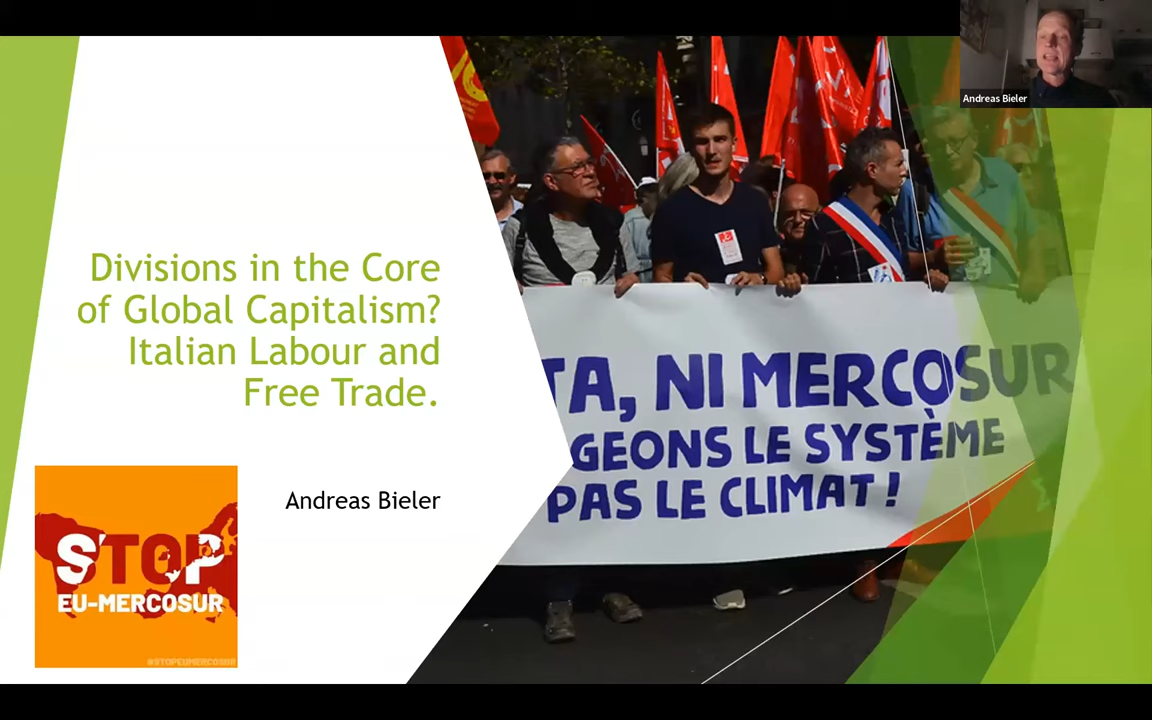 Andreas Bieler
Divisions in the Core
of Global Capitalism?
Italian Labour and
Free Trade.
Andreas Bieler
STOP
EU-MERCOSUR
@STOPEUMERCOSUR
TA, NI MERCOSUR
GEONS LE SYSTÈME
PAS LE CLIMAT !